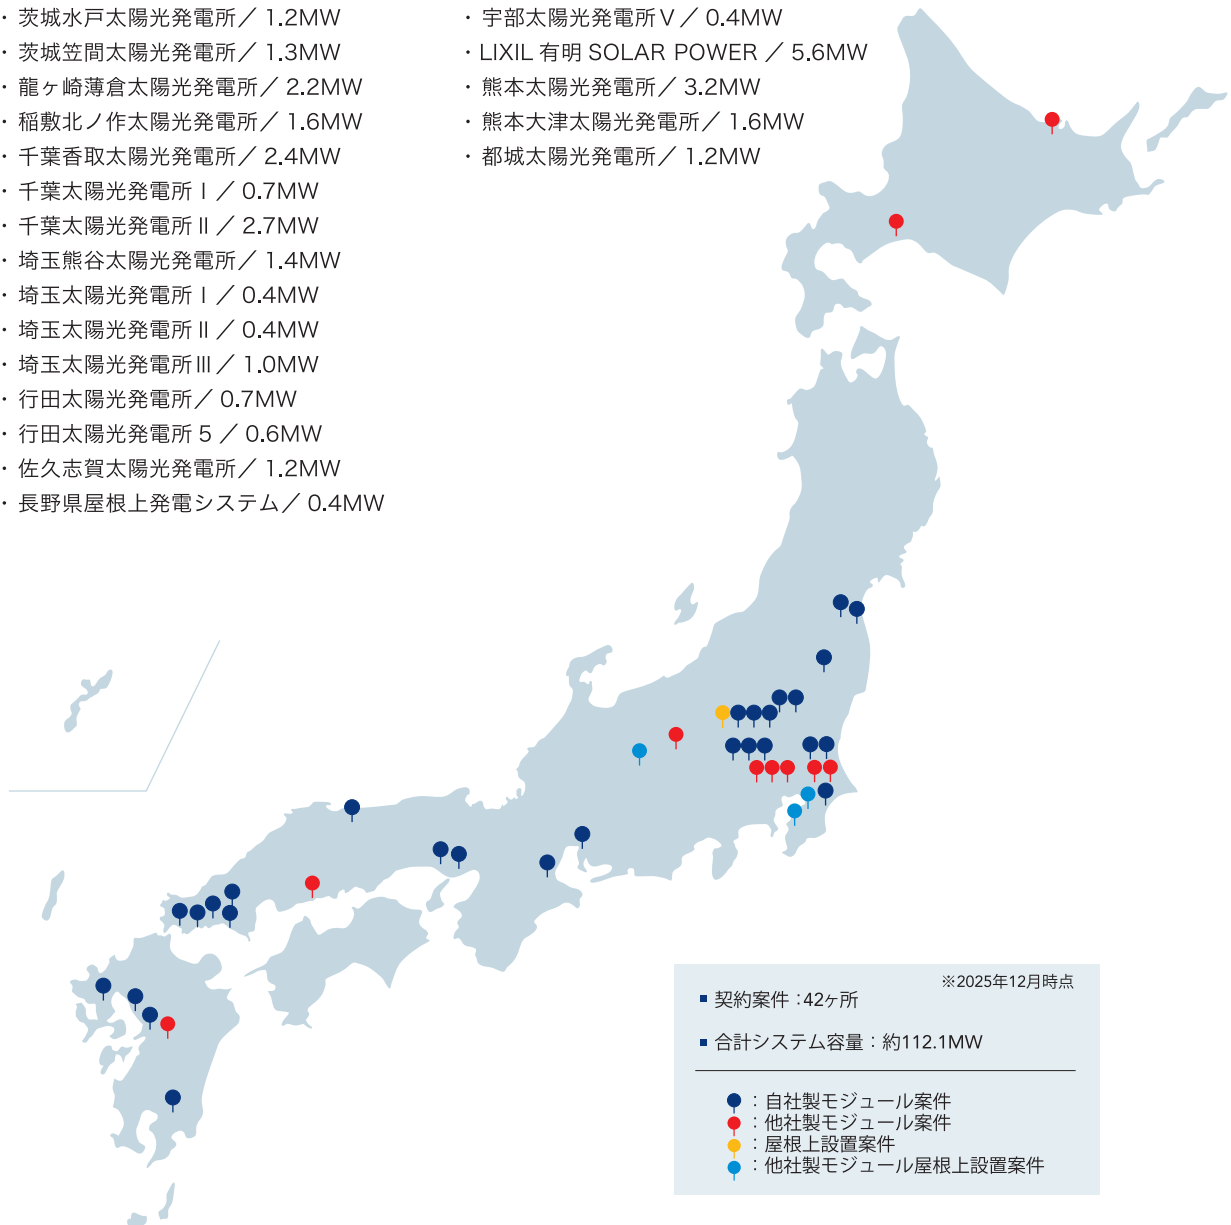 ・茨城水戸太陽光発電所／1.2MW
・茨城笠間太陽光発電所／1.3MW
・龍ヶ崎薄倉太陽光発電所／2.2MW
・稲敷北ノ作太陽光発電所／1.6MW
・千葉香取太陽光発電所／2.4MW
・千葉太陽光発電所Ⅰ／0.7MW
・千葉太陽光発電所Ⅱ／2.7MW
・埼玉熊谷太陽光発電所／1.4MW
・埼玉太陽光発電所Ⅰ／0.4MW
・埼玉太陽光発電所Ⅱ／0.4MW
・埼玉太陽光発電所Ⅲ／1.0MW
・行田太陽光発電所／0.7MW
・行田太陽光発電所5／0.6MW
・佐久志賀太陽光発電所／1.2MW
・長野県屋根上発電システム／0.4MW
・宇部太陽光発電所Ⅴ／0.4MW
・LIXIL 有明 SOLAR POWER／5.6MW
・熊本太陽光発電所／3.2MW
・熊本大津太陽光発電所／1.6MW
・都城太陽光発電所／1.2MW
※2025年12月時点
■ 契約案件：42ヶ所
■ 合計システム容量：約112.1MW
：自社製モジュール案件
：他社製モジュール案件
：屋根上設置案件
：他社製モジュール屋根上設置案件